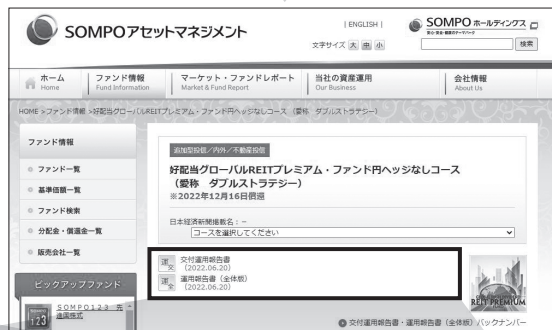 SOMPOアセットマネジメント
| ENGLISH |
SOMPO ホールディングス
文字サイズ 大 中 小
検索
ホーム
Home
ファンド情報
Fund Information
マーケット・ファンドレポート
Market & Fund Report
当社の資産運用
Our Business
会社情報
About Us
HOME >ファンド情報 >好配当グローバルREITプレミアム・ファンド円ヘッジなしコース （愛称 ダブルストラテジー）
ファンド情報
ファンド一覧
基準価額一覧
ファンド検索
分配金・償還金一覧
販売会社一覧
ピックアップファンド
SOMPO123 先進国株式
追加型投信／内外／不動産投信
好配当グローバルREITプレミアム・ファンド円ヘッジなしコース
（愛称 ダブルストラテジー）
※2022年12月16日償還
日本経済新聞掲載名：－
コースを選択してください
運交
交付運用報告書
（2022.06.20）
運全
運用報告書（全体版）
（2022.06.20）
REIT PREMIUM
交付運用報告書・運用報告書（全体版）バックナンバー